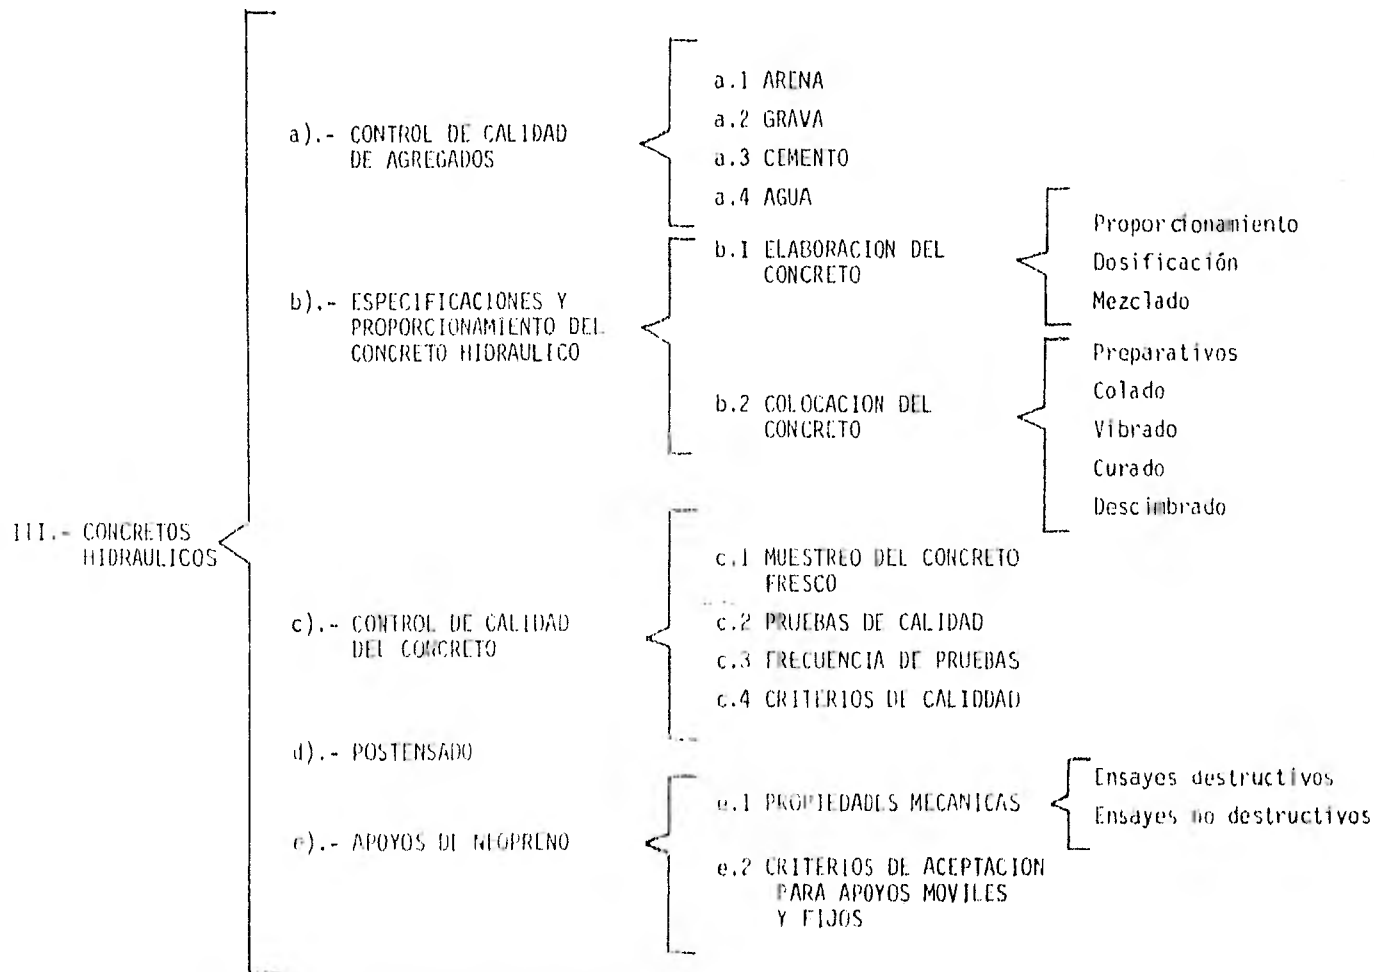 III.- CONCRETOS
HIDRAULICOS
a).- CONTROL DE CALIDAD
DE AGREGADOS
a.1 ARENA
a.2 GRAVA
a.3 CEMENTO
a.4 AGUA
b).- ESPECIFICACIONES Y
PROPORCIONAMIENTO DEL
CONCRETO HIDRAULICO
b.1 ELABORACION DEL
CONCRETO
Proporcionamiento
Dosificación
Mezclado
b.2 COLOCACION DEL
CONCRETO
Preparativos
Colado
Vibrado
Curado
Descimbrado
c).- CONTROL DE CALIDAD
DEL CONCRETO
c.1 MUESTREO DEL CONCRETO
FRESCO
c.2 PRUEBAS DE CALIDAD
c.3 FRECUENCIA DE PRUEBAS
c.4 CRITERIOS DE CALIDDAD
d).- POSTENSADO
e).- APOYOS DE NEOPRENO
e.1 PROPIEDADES MECANICAS
Ensayes destructivos
Ensayes no destructivos
e.2 CRITERIOS DE ACEPTACION
PARA APOYOS MOVILES
Y FIJOS